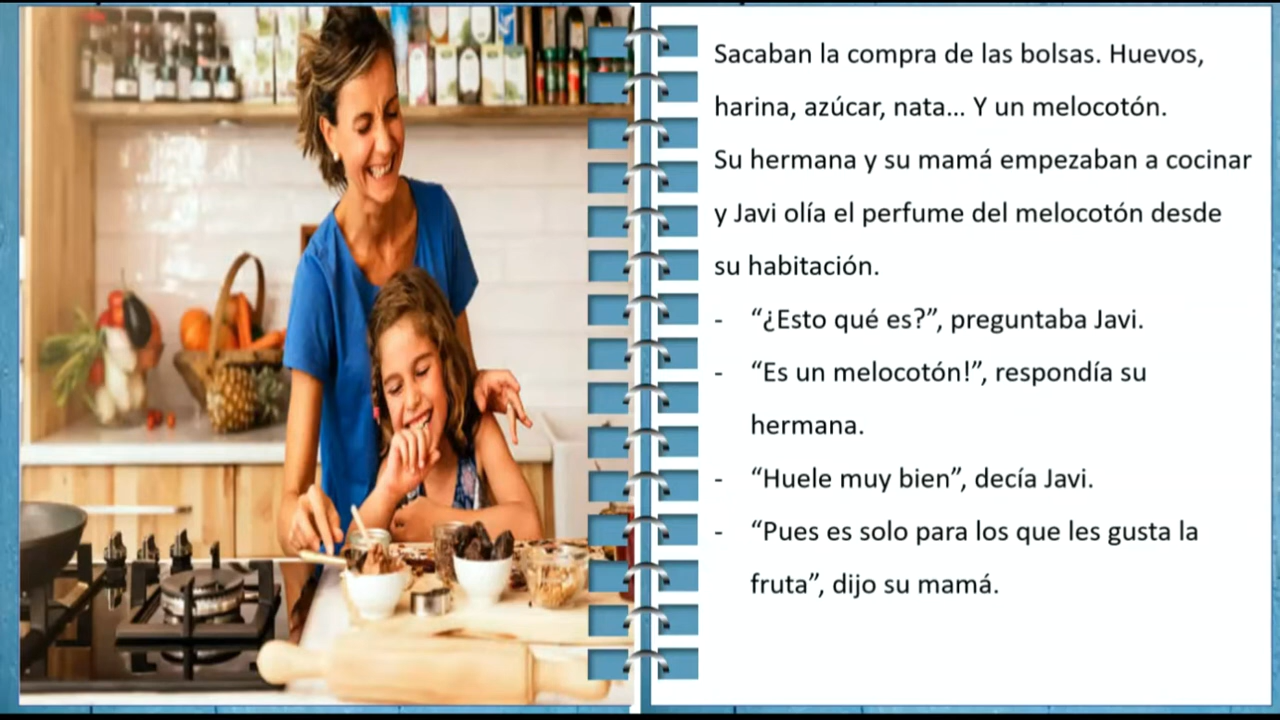 Sacaban la compra de las bolsas. Huevos,
harina, azúcar, nata... Y un melocotón.
Su hermana y su mamá empezaban a cocinar
y Javi olía el perfume del melocotón desde
su habitación.
- “¿Esto qué es?”, preguntaba Javi.
- “Es un melocotón!”, respondía su
hermana.
- “Huele muy bien”, decía Javi.
- “Pues es solo para los que les gusta la
fruta”, dijo su mamá.